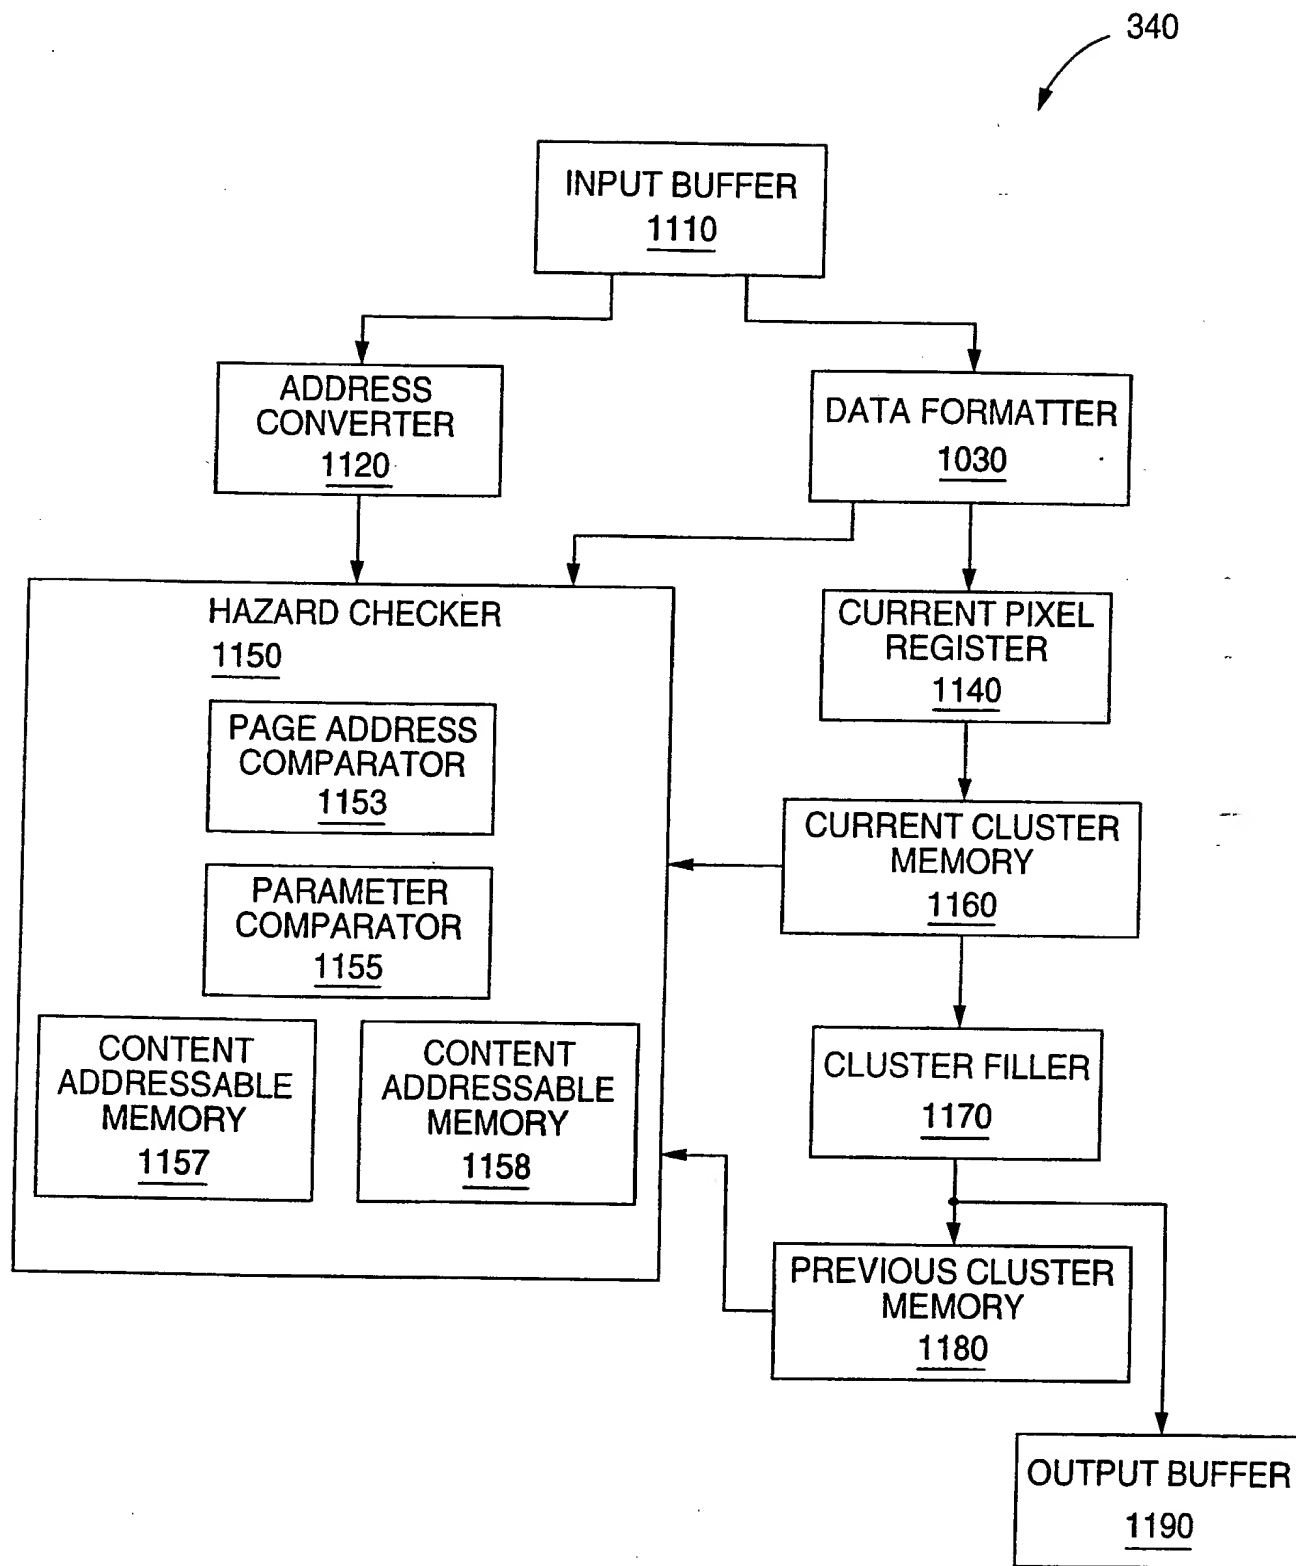 340
INPUT BUFFER
1110
ADDRESS
CONVERTER
1120
DATA FORMATTER
1030
HAZARD CHECKER
1150
PAGE ADDRESS
COMPARATOR
1153
PARAMETER
COMPARATOR
1155
CONTENT
ADDRESSABLE
MEMORY
1157
CONTENT
ADDRESSABLE
MEMORY
1158
CURRENT PIXEL
REGISTER
1140
CURRENT CLUSTER
MEMORY
1160
CLUSTER FILLER
1170
PREVIOUS CLUSTER
MEMORY
1180
OUTPUT BUFFER
1190